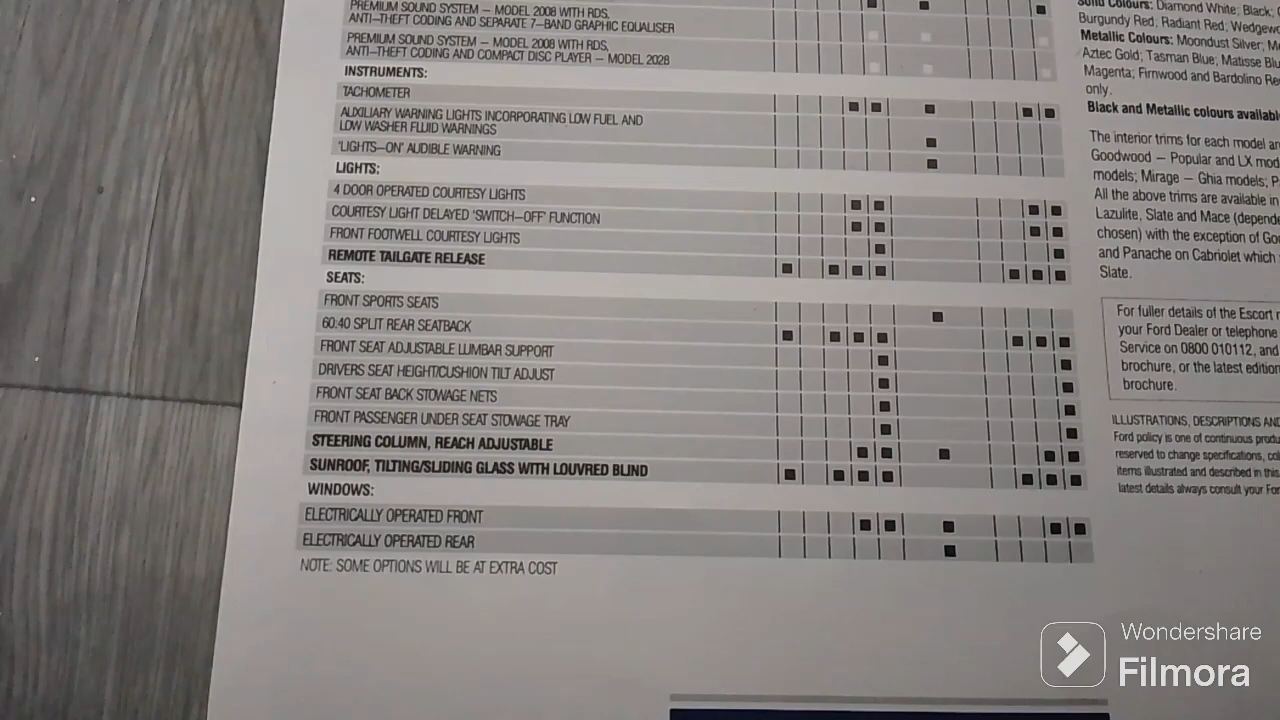 PREMIUM SOUND SYSTEM – MODEL 2008 WITH RDS,
ANTI–THEFT CODING AND SEPARATE 7–BAND GRAPHIC EQUALISER
PREMIUM SOUND SYSTEM – MODEL 2008 WITH RDS,
ANTI–THEFT CODING AND COMPACT DISC PLAYER – MODEL 2028
INSTRUMENTS:
TACHOMETER
AUXILIARY WARNING LIGHTS INCORPORATING LOW FUEL AND
LOW WASHER FLUID WARNINGS
'LIGHTS–ON' AUDIBLE WARNING
LIGHTS:
4 DOOR OPERATED COURTESY LIGHTS
COURTESY LIGHT DELAYED 'SWITCH–OFF' FUNCTION
FRONT FOOTWELL COURTESY LIGHTS
REMOTE TAILGATE RELEASE
SEATS:
FRONT SPORTS SEATS
60:40 SPLIT REAR SEATBACK
FRONT SEAT ADJUSTABLE LUMBAR SUPPORT
DRIVERS SEAT HEIGHT/CUSHION TILT ADJUST
FRONT SEAT BACK STOWAGE NETS
FRONT PASSENGER UNDER SEAT STOWAGE TRAY
STEERING COLUMN, REACH ADJUSTABLE
SUNROOF, TILTING/SLIDING GLASS WITH LOUVRED BLIND
WINDOWS:
ELECTRICALLY OPERATED FRONT
ELECTRICALLY OPERATED REAR
NOTE: SOME OPTIONS WILL BE AT EXTRA COST
Solid Colours: Diamond White; Black;
Burgundy Red; Radiant Red; Wedgew
Metallic Colours: Moondust Silver;
Aztec Gold; Tasman Blue; Matisse Blu
Magenta; Firnwood and Bardolino Re
only.
Black and Metallic colours availabl
The interior trims for each model ar
Goodwood – Popular and LX mod
models; Mirage – Ghia models; P
All the above trims are available in
Lazulite, Slate and Mace (depende
chosen) with the exception of Go
and Panache on Cabriolet which
Slate.
For fuller details of the Escort r
your Ford Dealer or telephone
Service on 0800 010112, and
brochure, or the latest edition
brochure.
ILLUSTRATIONS, DESCRIPTIONS AND
Ford policy is one of continuous produ
reserved to change specifications, col
items illustrated and described in this
latest details always consult your For
Wondershare
Filmora